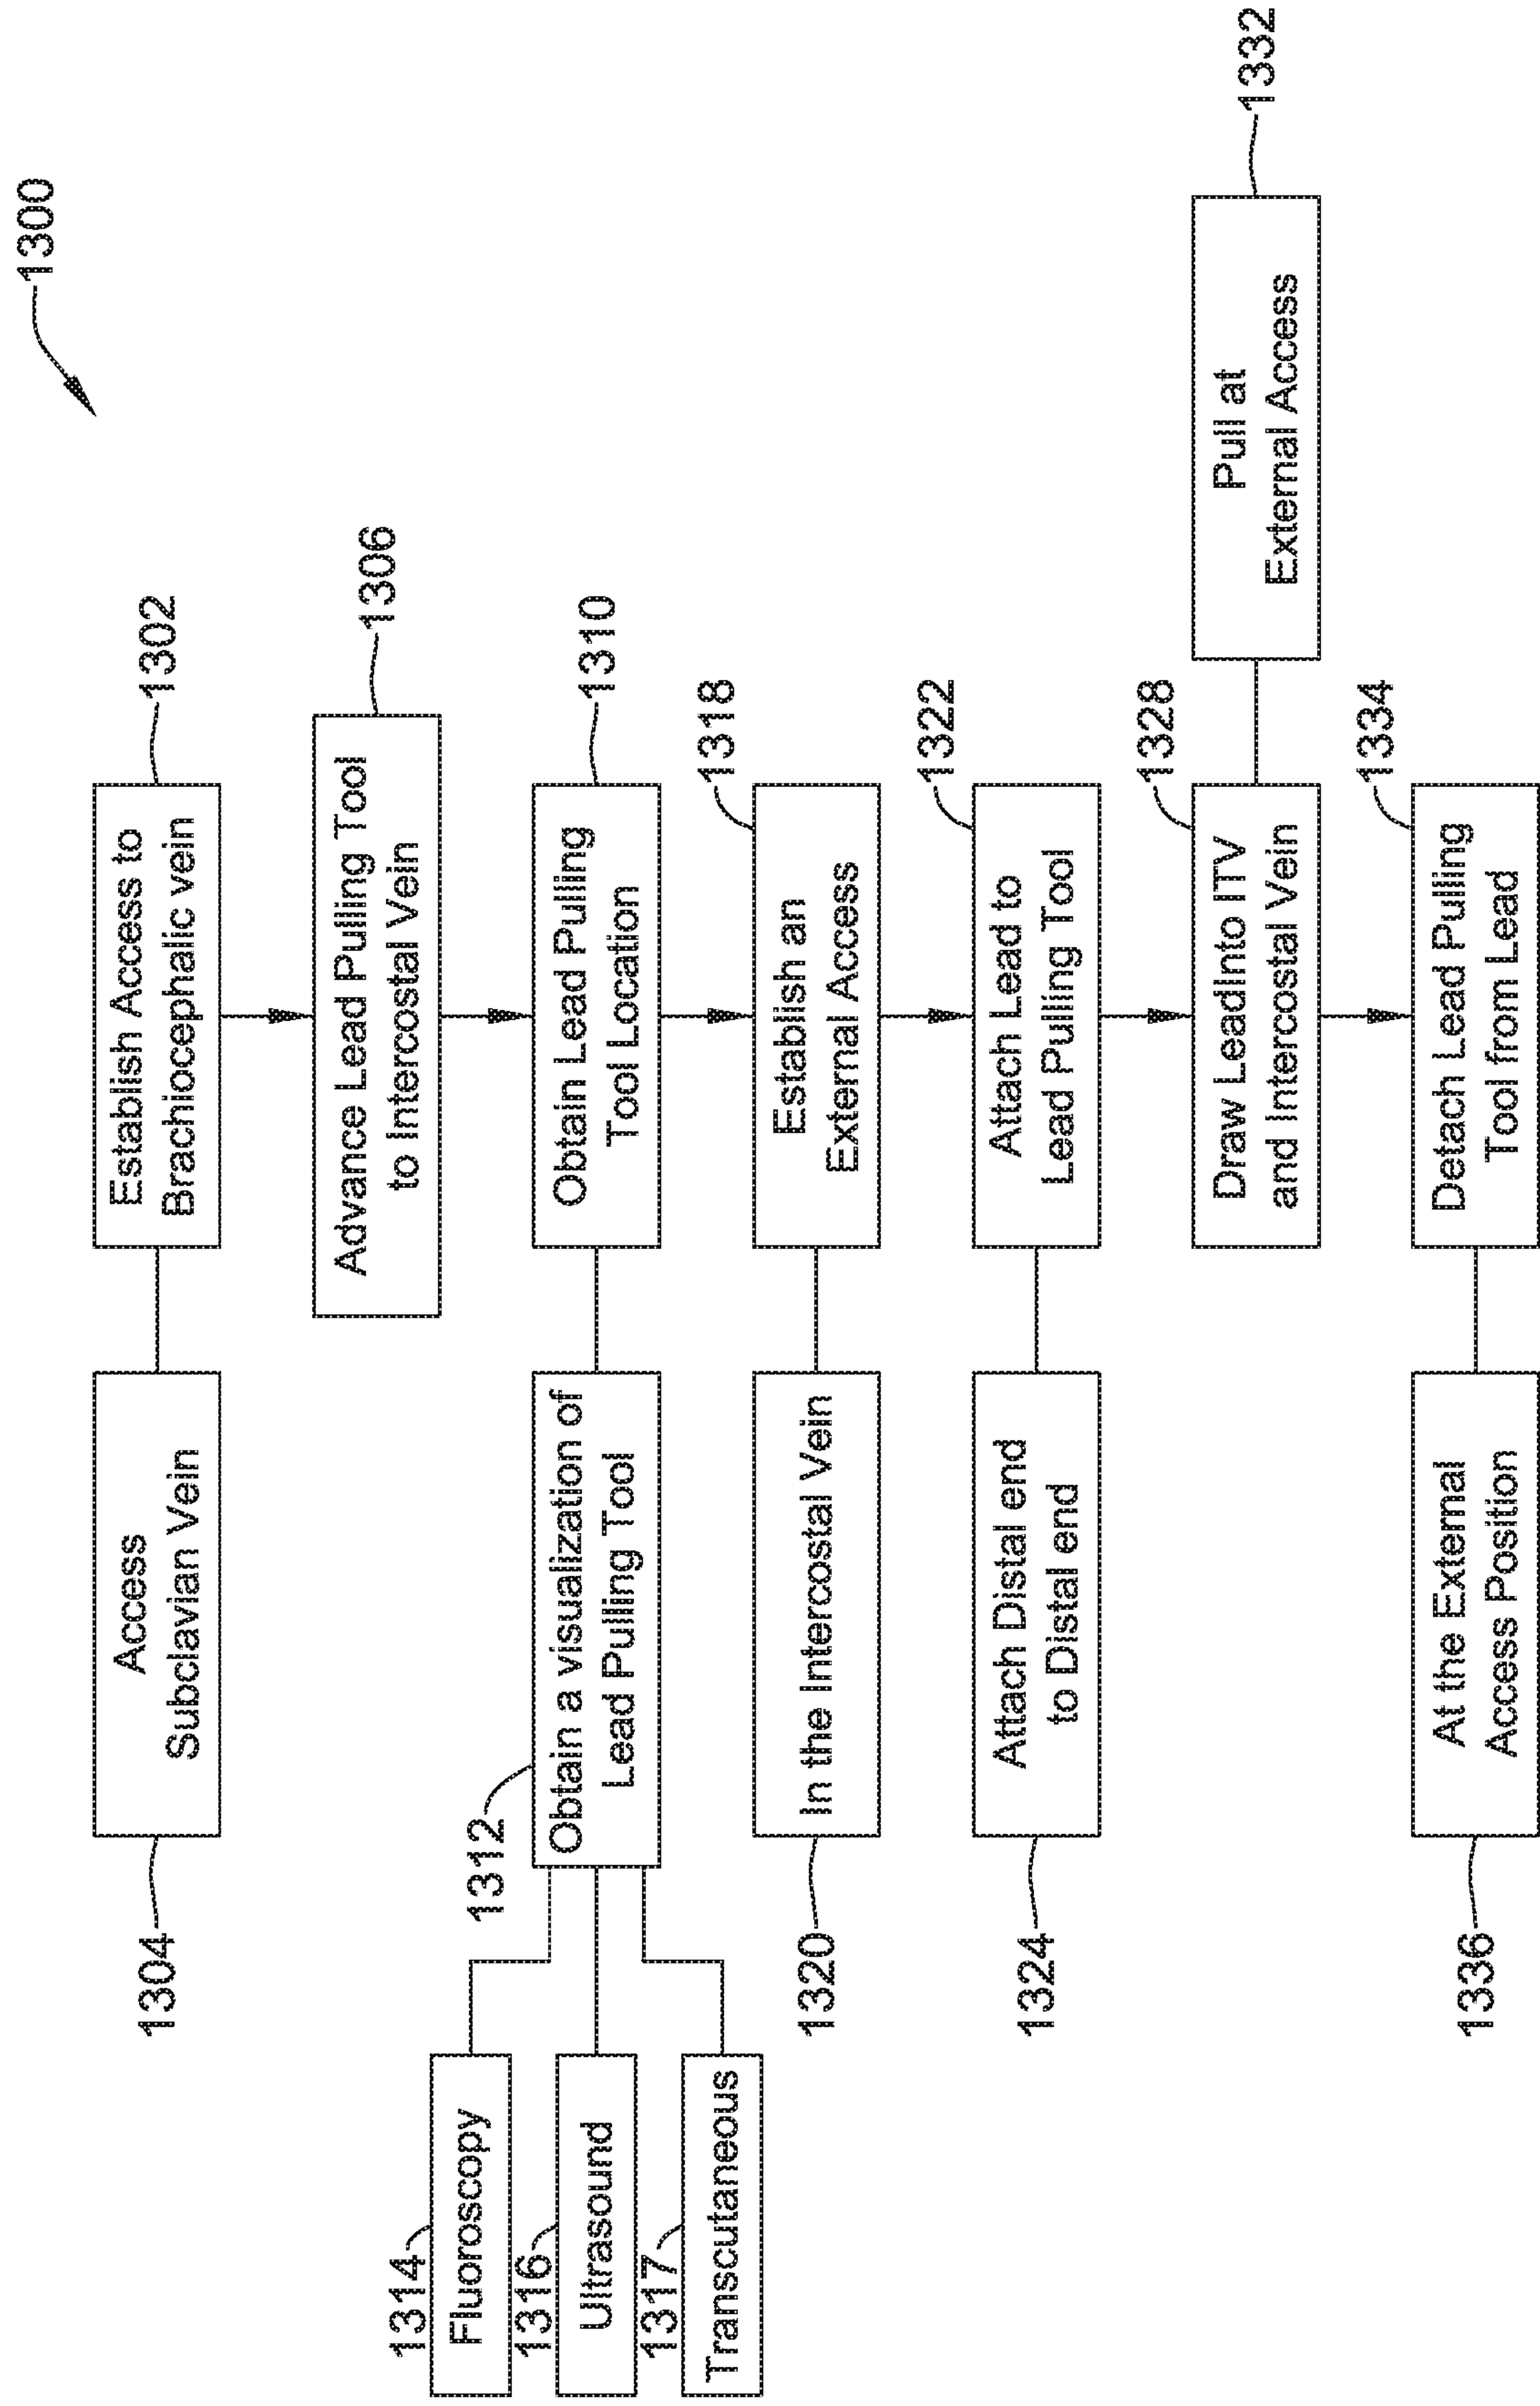 1300
Access
Subclavian Vein
1304
Establish Access to
Brachiocephalic vein
1302
Advance Lead Pulling Tool
to Intercostal Vein
1306
Fluoroscopy
1314
Ultrasound
1316
Transcutaneous
1317
Obtain a visualization of
Lead Pulling Tool
1312
Obtain Lead Pulling
Tool Location
1310
In the Intercostal Vein
1320
Establish an
External Access
1318
Attach Distal end
to Distal end
1324
Attach Lead to
Lead Pulling Tool
1322
Draw LeadInto ITV
and Intercostal Vein
1328
Pull at
External Access
1332
At the External
Access Position
1336
Detach Lead Pulling
Tool from Lead
1334